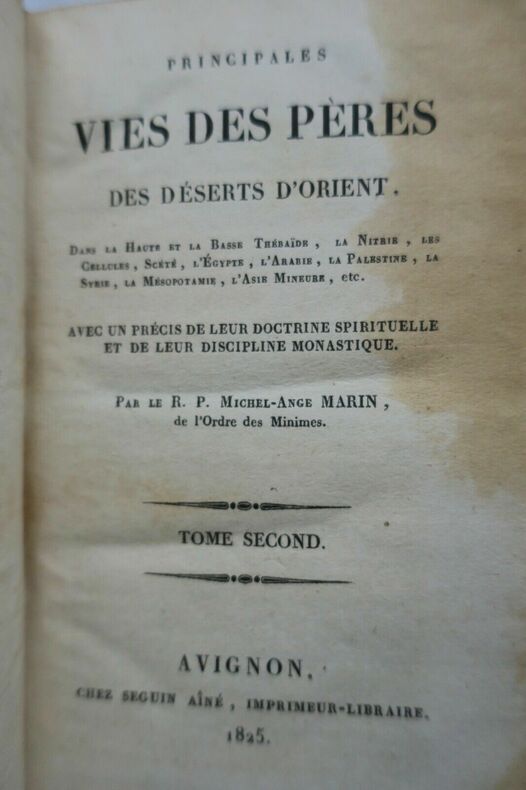 PRINCIPALES
VIES DES PÈRES
DES DÉSERTS D'ORIENT.
Dans la Haute et la Basse Thébaïde, la Nitrie, les
Cellules, Scété, l'Égypte, l'Arabie, la Palestine, la
Syrie, la Mésopotamie, l'Asie Mineure, etc.
AVEC UN PRÉCIS DE LEUR DOCTRINE SPIRITUELLE
ET DE LEUR DISCIPLINE MONASTIQUE.
Par le R. P. Michel-Ange MARIN,
de l'Ordre des Minimes.
TOME SECOND.
AVIGNON,
CHEZ SEGUIN AÎNÉ, IMPRIMEUR-LIBRAIRE.
1825.